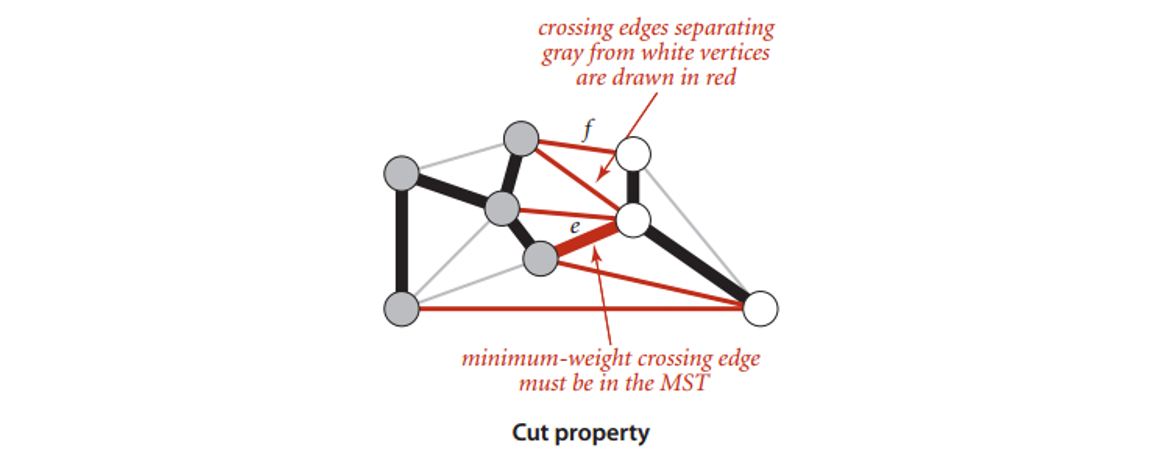 crossing edges separating
gray from white vertices
are drawn in red
f
e
minimum-weight crossing edge
must be in the MST
Cut property